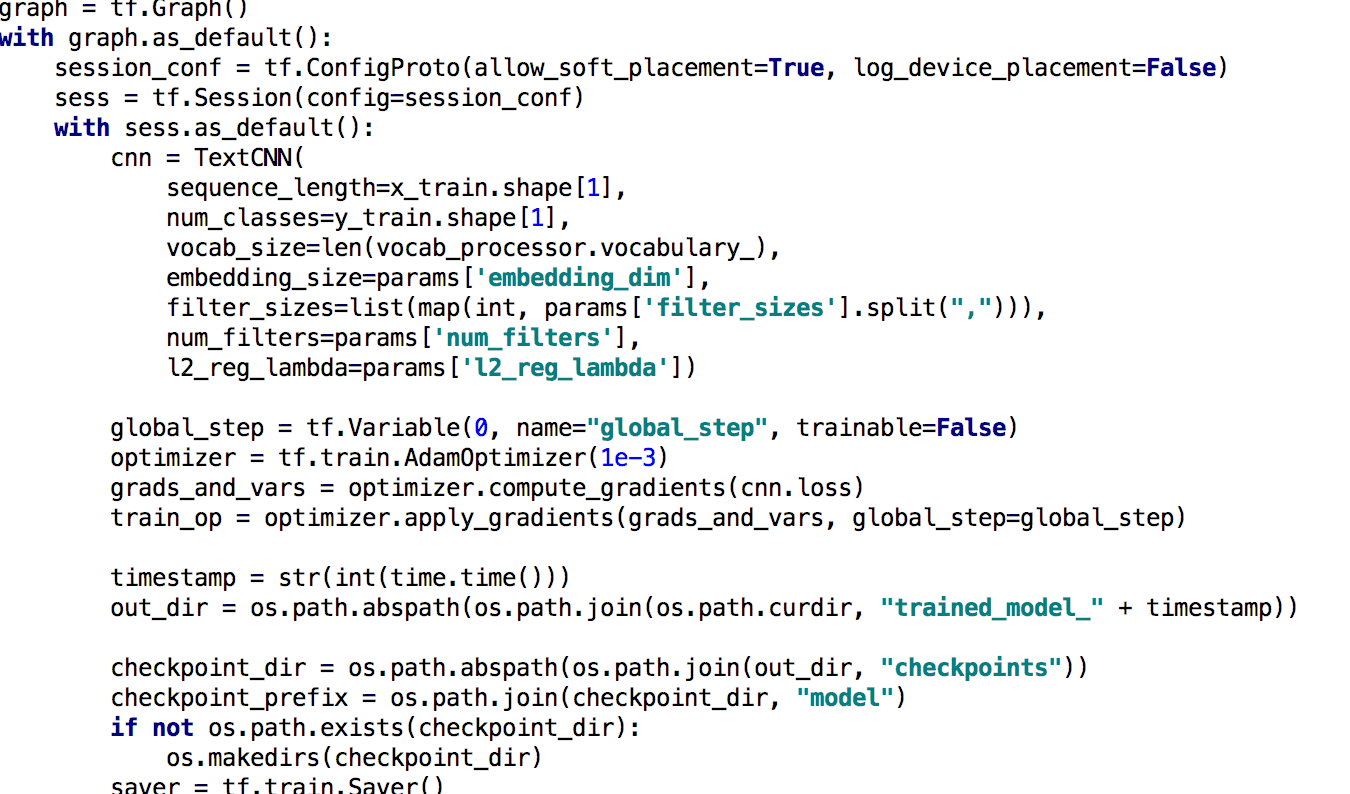 graph = tf.Graph()
with graph.as_default():
    session_conf = tf.ConfigProto(allow_soft_placement=True, log_device_placement=False)
    sess = tf.Session(config=session_conf)
    with sess.as_default():
        cnn = TextCNN(
            sequence_length=x_train.shape[1],
            num_classes=y_train.shape[1],
            vocab_size=len(vocab_processor.vocabulary_),
            embedding_size=params['embedding_dim'],
            filter_sizes=list(map(int, params['filter_sizes'].split(","))),
            num_filters=params['num_filters'],
            l2_reg_lambda=params['l2_reg_lambda'])

        global_step = tf.Variable(0, name="global_step", trainable=False)
        optimizer = tf.train.AdamOptimizer(1e-3)
        grads_and_vars = optimizer.compute_gradients(cnn.loss)
        train_op = optimizer.apply_gradients(grads_and_vars, global_step=global_step)

        timestamp = str(int(time.time()))
        out_dir = os.path.abspath(os.path.join(os.path.curdir, "trained_model_" + timestamp))

        checkpoint_dir = os.path.abspath(os.path.join(out_dir, "checkpoints"))
        checkpoint_prefix = os.path.join(checkpoint_dir, "model")
        if not os.path.exists(checkpoint_dir):
            os.makedirs(checkpoint_dir)
        saver = tf.train.Saver()